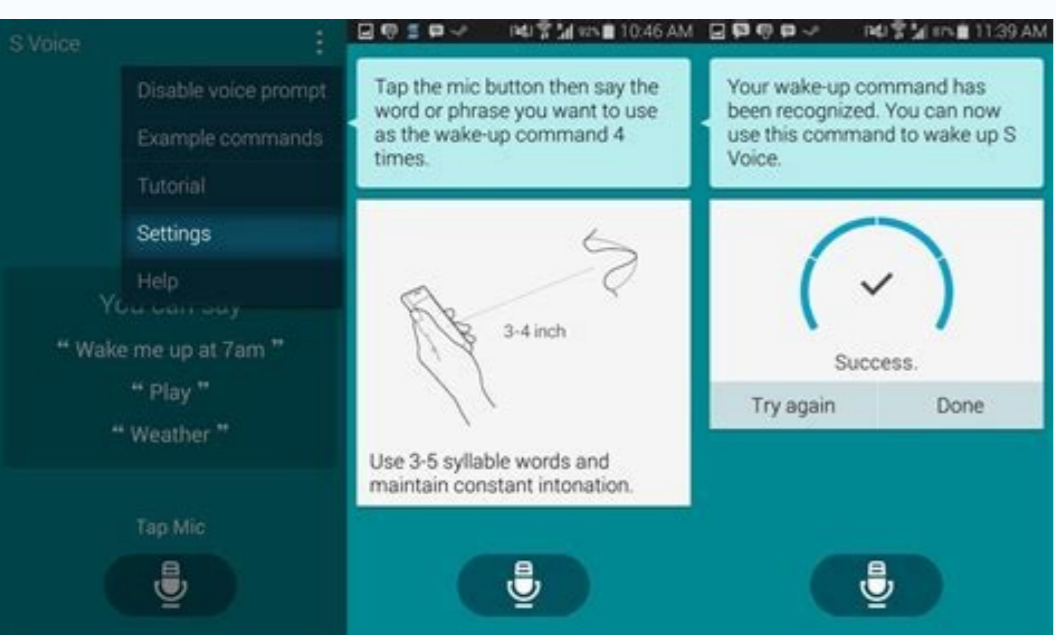 S Voice
Disable voice prompt
Example commands
Tutorial
Settings
Help
You can say
“ Wake me up at 7am ”
“ Play ”
“ Weather ”
Tap Mic
10:46 AM
Tap the mic button then say the
word or phrase you want to use
as the wake-up command 4
times.
3-4 inch
Use 3-5 syllable words and
maintain constant intonation.
87% 11:39 AM
Your wake-up command has
been recognized. You can now
use this command to wake up S
Voice.
Success.
Try again
Done